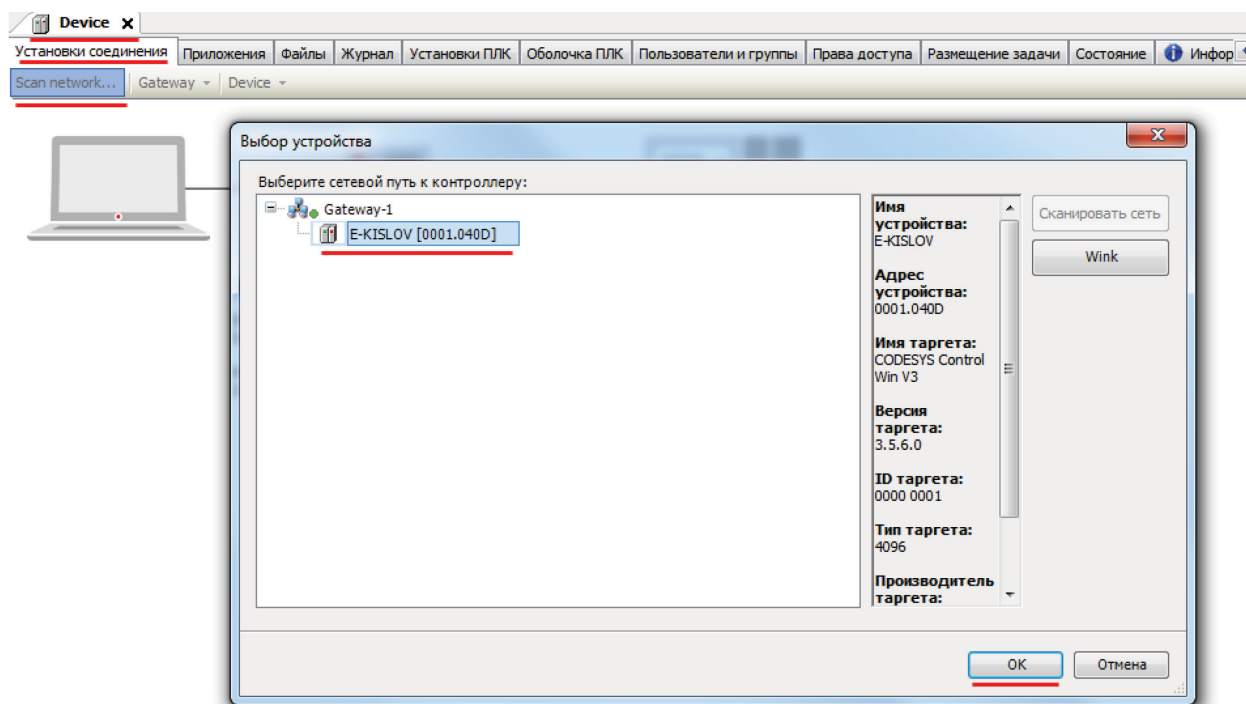 Device x
Установки соединения Приложения Файлы Журнал Установки ПЛК Оболочка ПЛК Пользователи и группы Права доступа Размещение задачи Состояние Инфор
Scan network... Gateway Device
Выбор устройства
Выберите сетевой путь к контроллеру:
Gateway-1
E-KISLOV [0001.040D]
Имя
устройства:
E-KISLOV
Адрес
устройства:
0001.040D
Имя таргета:
CODESYS Control
Win V3
Версия
таргета:
3.5.6.0
ID таргета:
0000 0001
Тип таргета:
4096
Производитель
таргета:
Сканировать сеть
Wink
OK Отмена